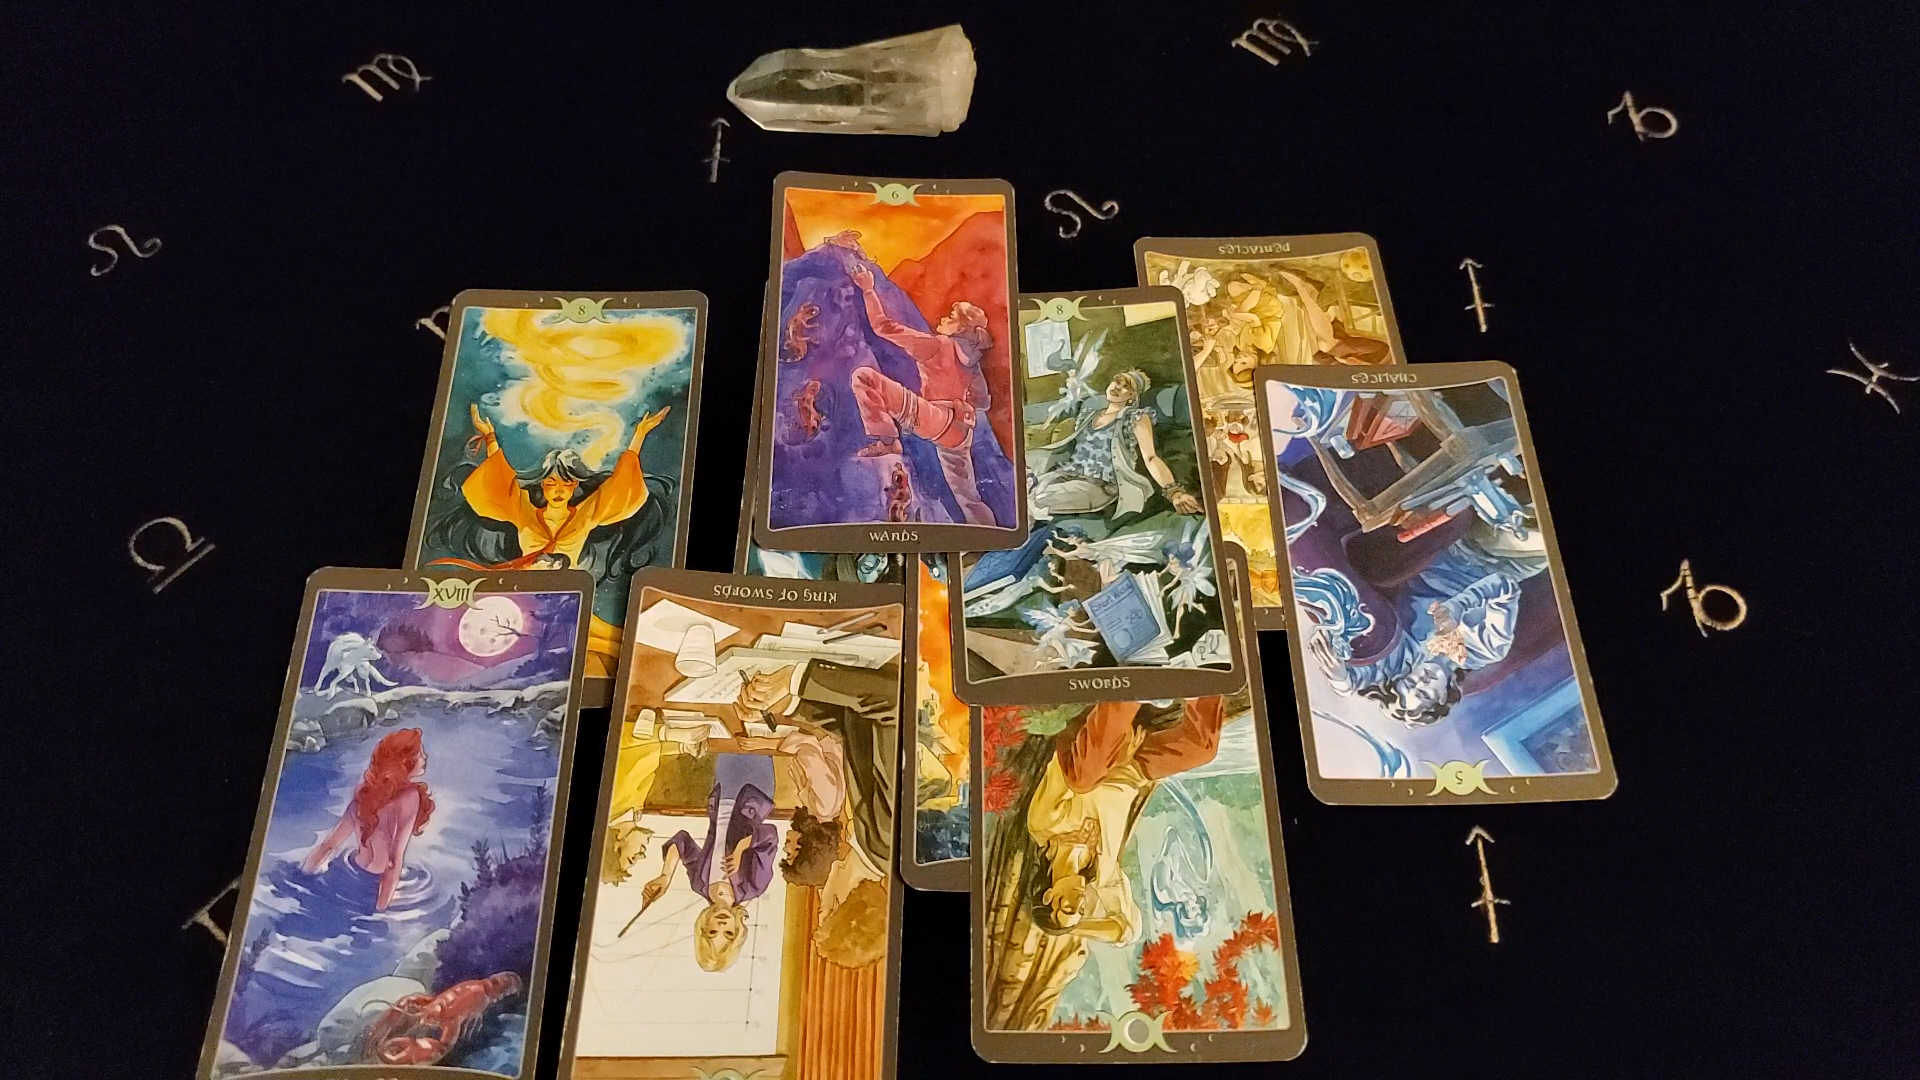 6
WANDS
PENTACLES
8
8
SWORDS
CHALICES
5
XVIII
KING OF SWORDS